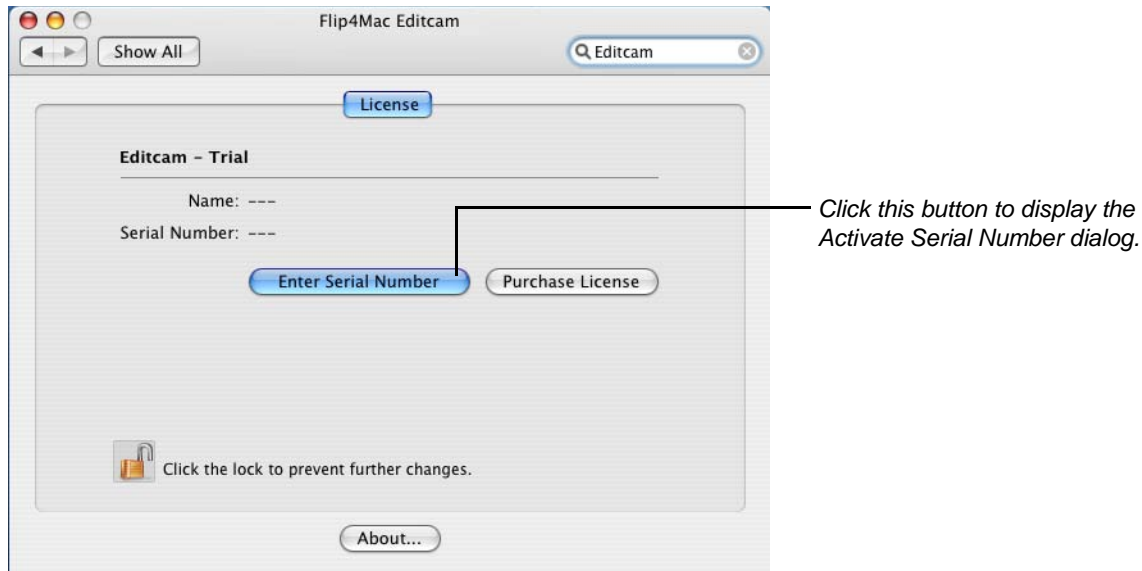 Flip4Mac Editcam
Show All
Editcam
License
Editcam – Trial
Name: ---
Serial Number: ---
Click this button to display the
Activate Serial Number dialog.
Enter Serial Number
Purchase License
Click the lock to prevent further changes.
About...